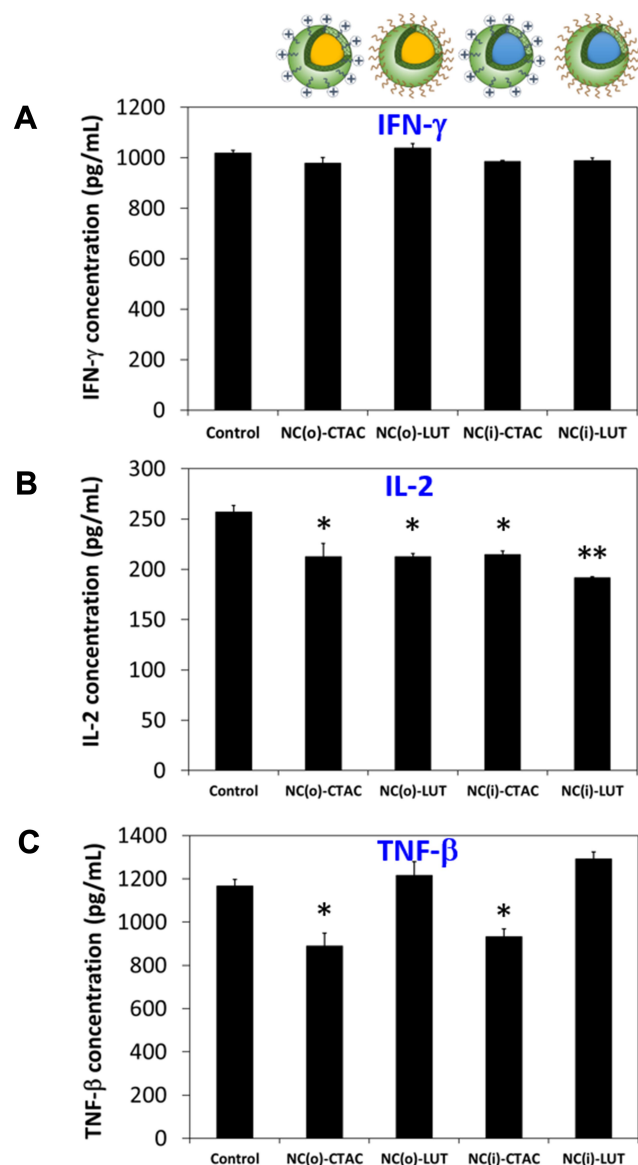 A
IFN-γ
IFN-γ concentration (pg/mL)
1200
1000
800
600
400
200
0
Control NC(o)-CTAC NC(o)-LUT NC(i)-CTAC NC(i)-LUT
B
IL-2
IL-2 concentration (pg/mL)
300
250
200
150
100
50
0
* * * **
Control NC(o)-CTAC NC(o)-LUT NC(i)-CTAC NC(i)-LUT
C
TNF-β
TNF-β concentration (pg/mL)
1400
1200
1000
800
600
400
200
0
* *
Control NC(o)-CTAC NC(o)-LUT NC(i)-CTAC NC(i)-LUT